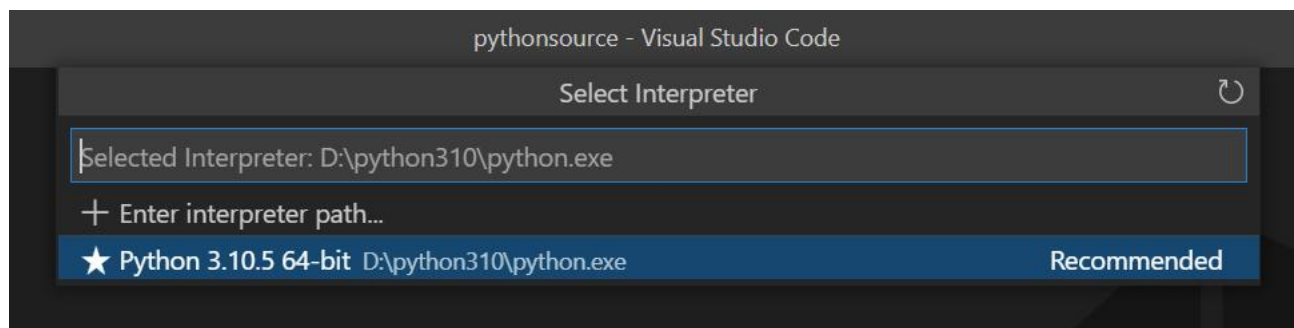 pythonsource - Visual Studio Code
Select Interpreter
Selected Interpreter: D:\python310\python.exe
+ Enter interpreter path...
★ Python 3.10.5 64-bit D:\python310\python.exe Recommended